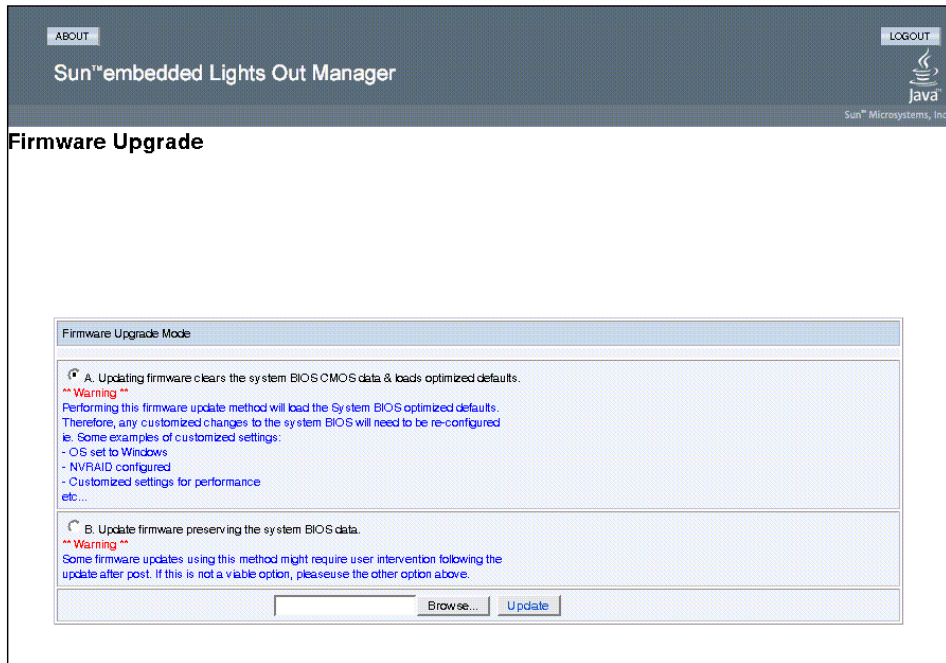 ABOUT
LOGOUT
Sun™embedded Lights Out Manager
Java™
Sun™ Microsystems, Inc
Firmware Upgrade
Firmware Upgrade Mode
A. Updating firmware clears the system BIOS CMOS data & loads optimized defaults.
** Warning **
Performing this firmware update method will load the System BIOS optimized defaults.
Therefore, any customized changes to the system BIOS will need to be re-configured
ie. Some examples of customized settings:
- OS set to Windows
- NVRAID configured
- Customized settings for performance
etc...
B. Update firmware preserving the system BIOS data.
** Warning **
Some firmware updates using this method might require user intervention following the
update after post. If this is not a viable option, pleaseuse the other option above.
Browse... Update